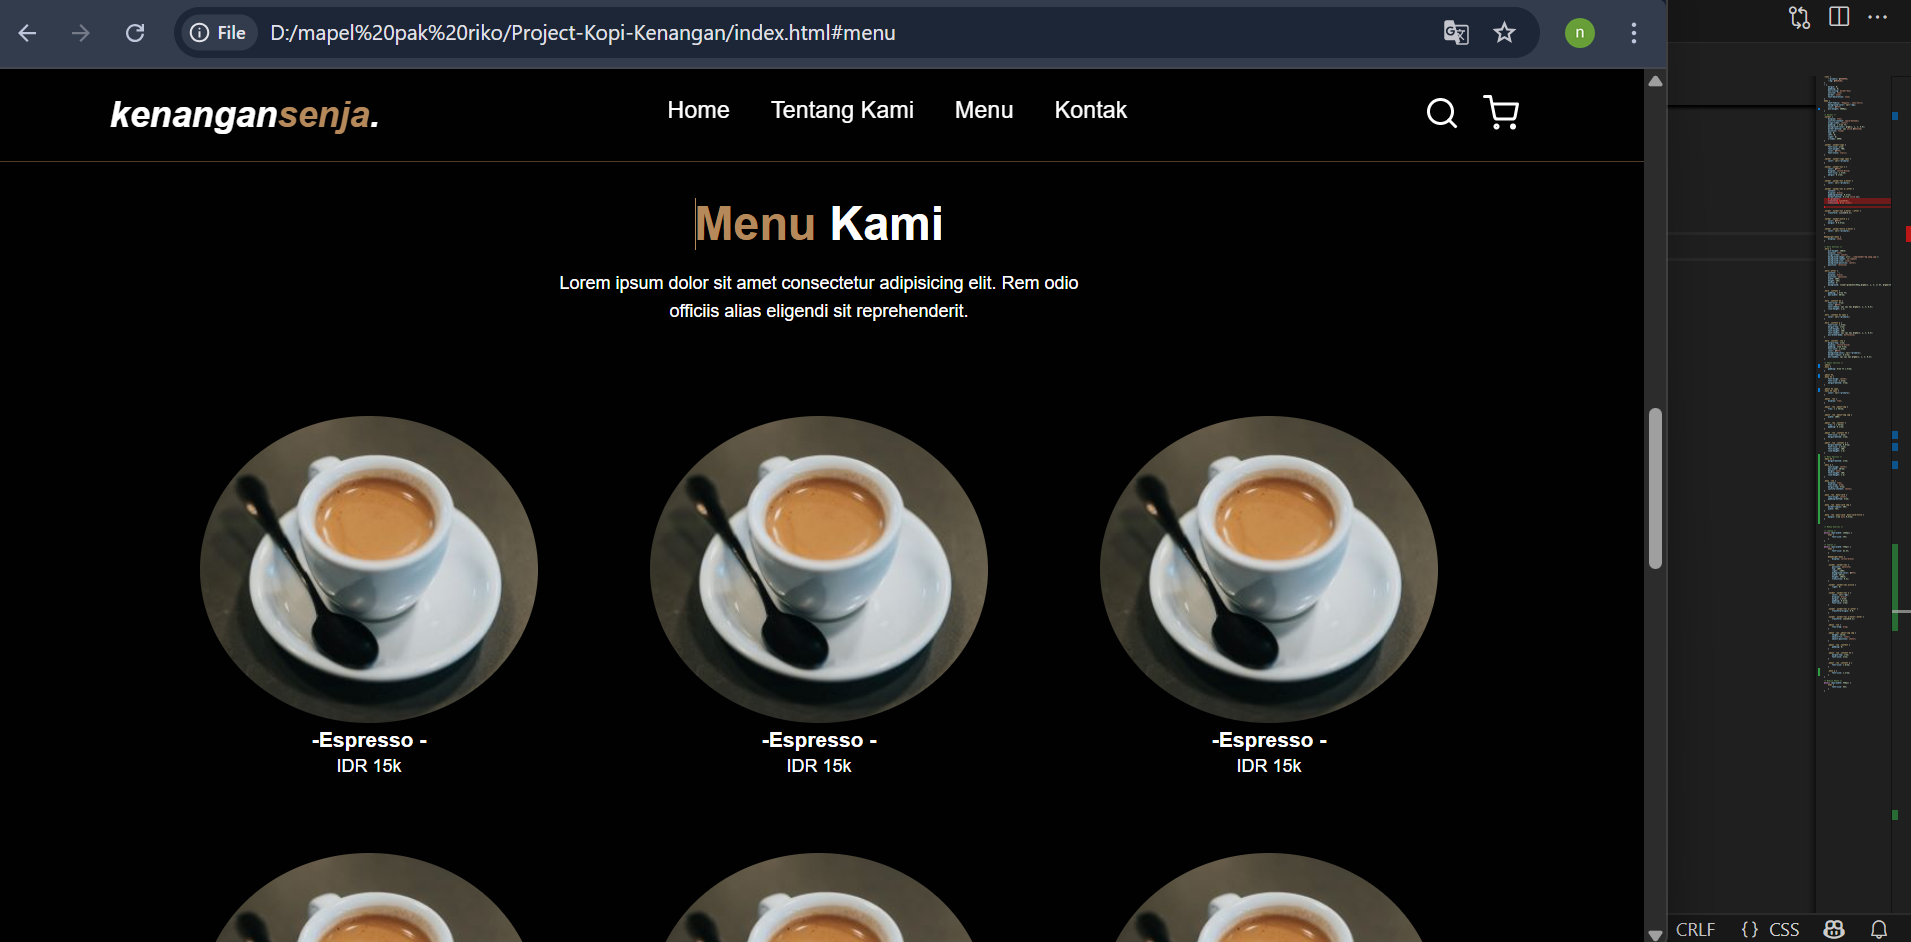 File
D:/mapel%20pak%20riko/Project-Kopi-Kenangan/index.html#menu
n
kenangansenja.
Home
Tentang Kami
Menu
Kontak
Menu Kami
Lorem ipsum dolor sit amet consectetur adipisicing elit. Rem odio
officiis alias eligendi sit reprehenderit.
-Espresso -
IDR 15k
-Espresso -
IDR 15k
-Espresso -
IDR 15k
CRLF
{ } CSS